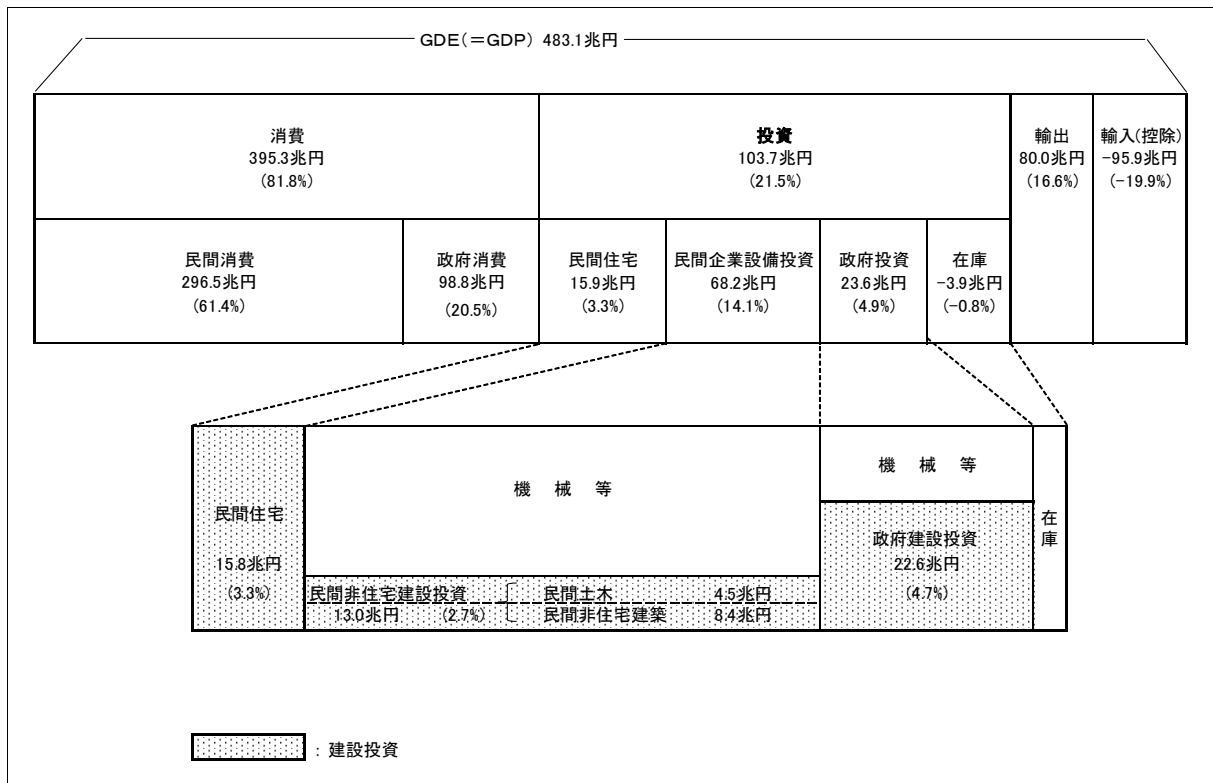 GDE(=GDP) 483.1兆円
消費
395.3兆円
(81.8%)
投資
103.7兆円
(21.5%)
輸出
80.0兆円
(16.6%)
輸入(控除)
-95.9兆円
(-19.9%)
民間消費
296.5兆円
(61.4%)
政府消費
98.8兆円
(20.5%)
民間住宅
15.9兆円
(3.3%)
民間企業設備投資
68.2兆円
(14.1%)
政府投資
23.6兆円
(4.9%)
在庫
-3.9兆円
(-0.8%)
民間住宅
15.8兆円
(3.3%)
機 械 等
民間非住宅建設投資
13.0兆円 (2.7%)
民間土木 4.5兆円
民間非住宅建築 8.4兆円
機 械 等
政府建設投資
22.6兆円
(4.7%)
在庫
: 建設投資